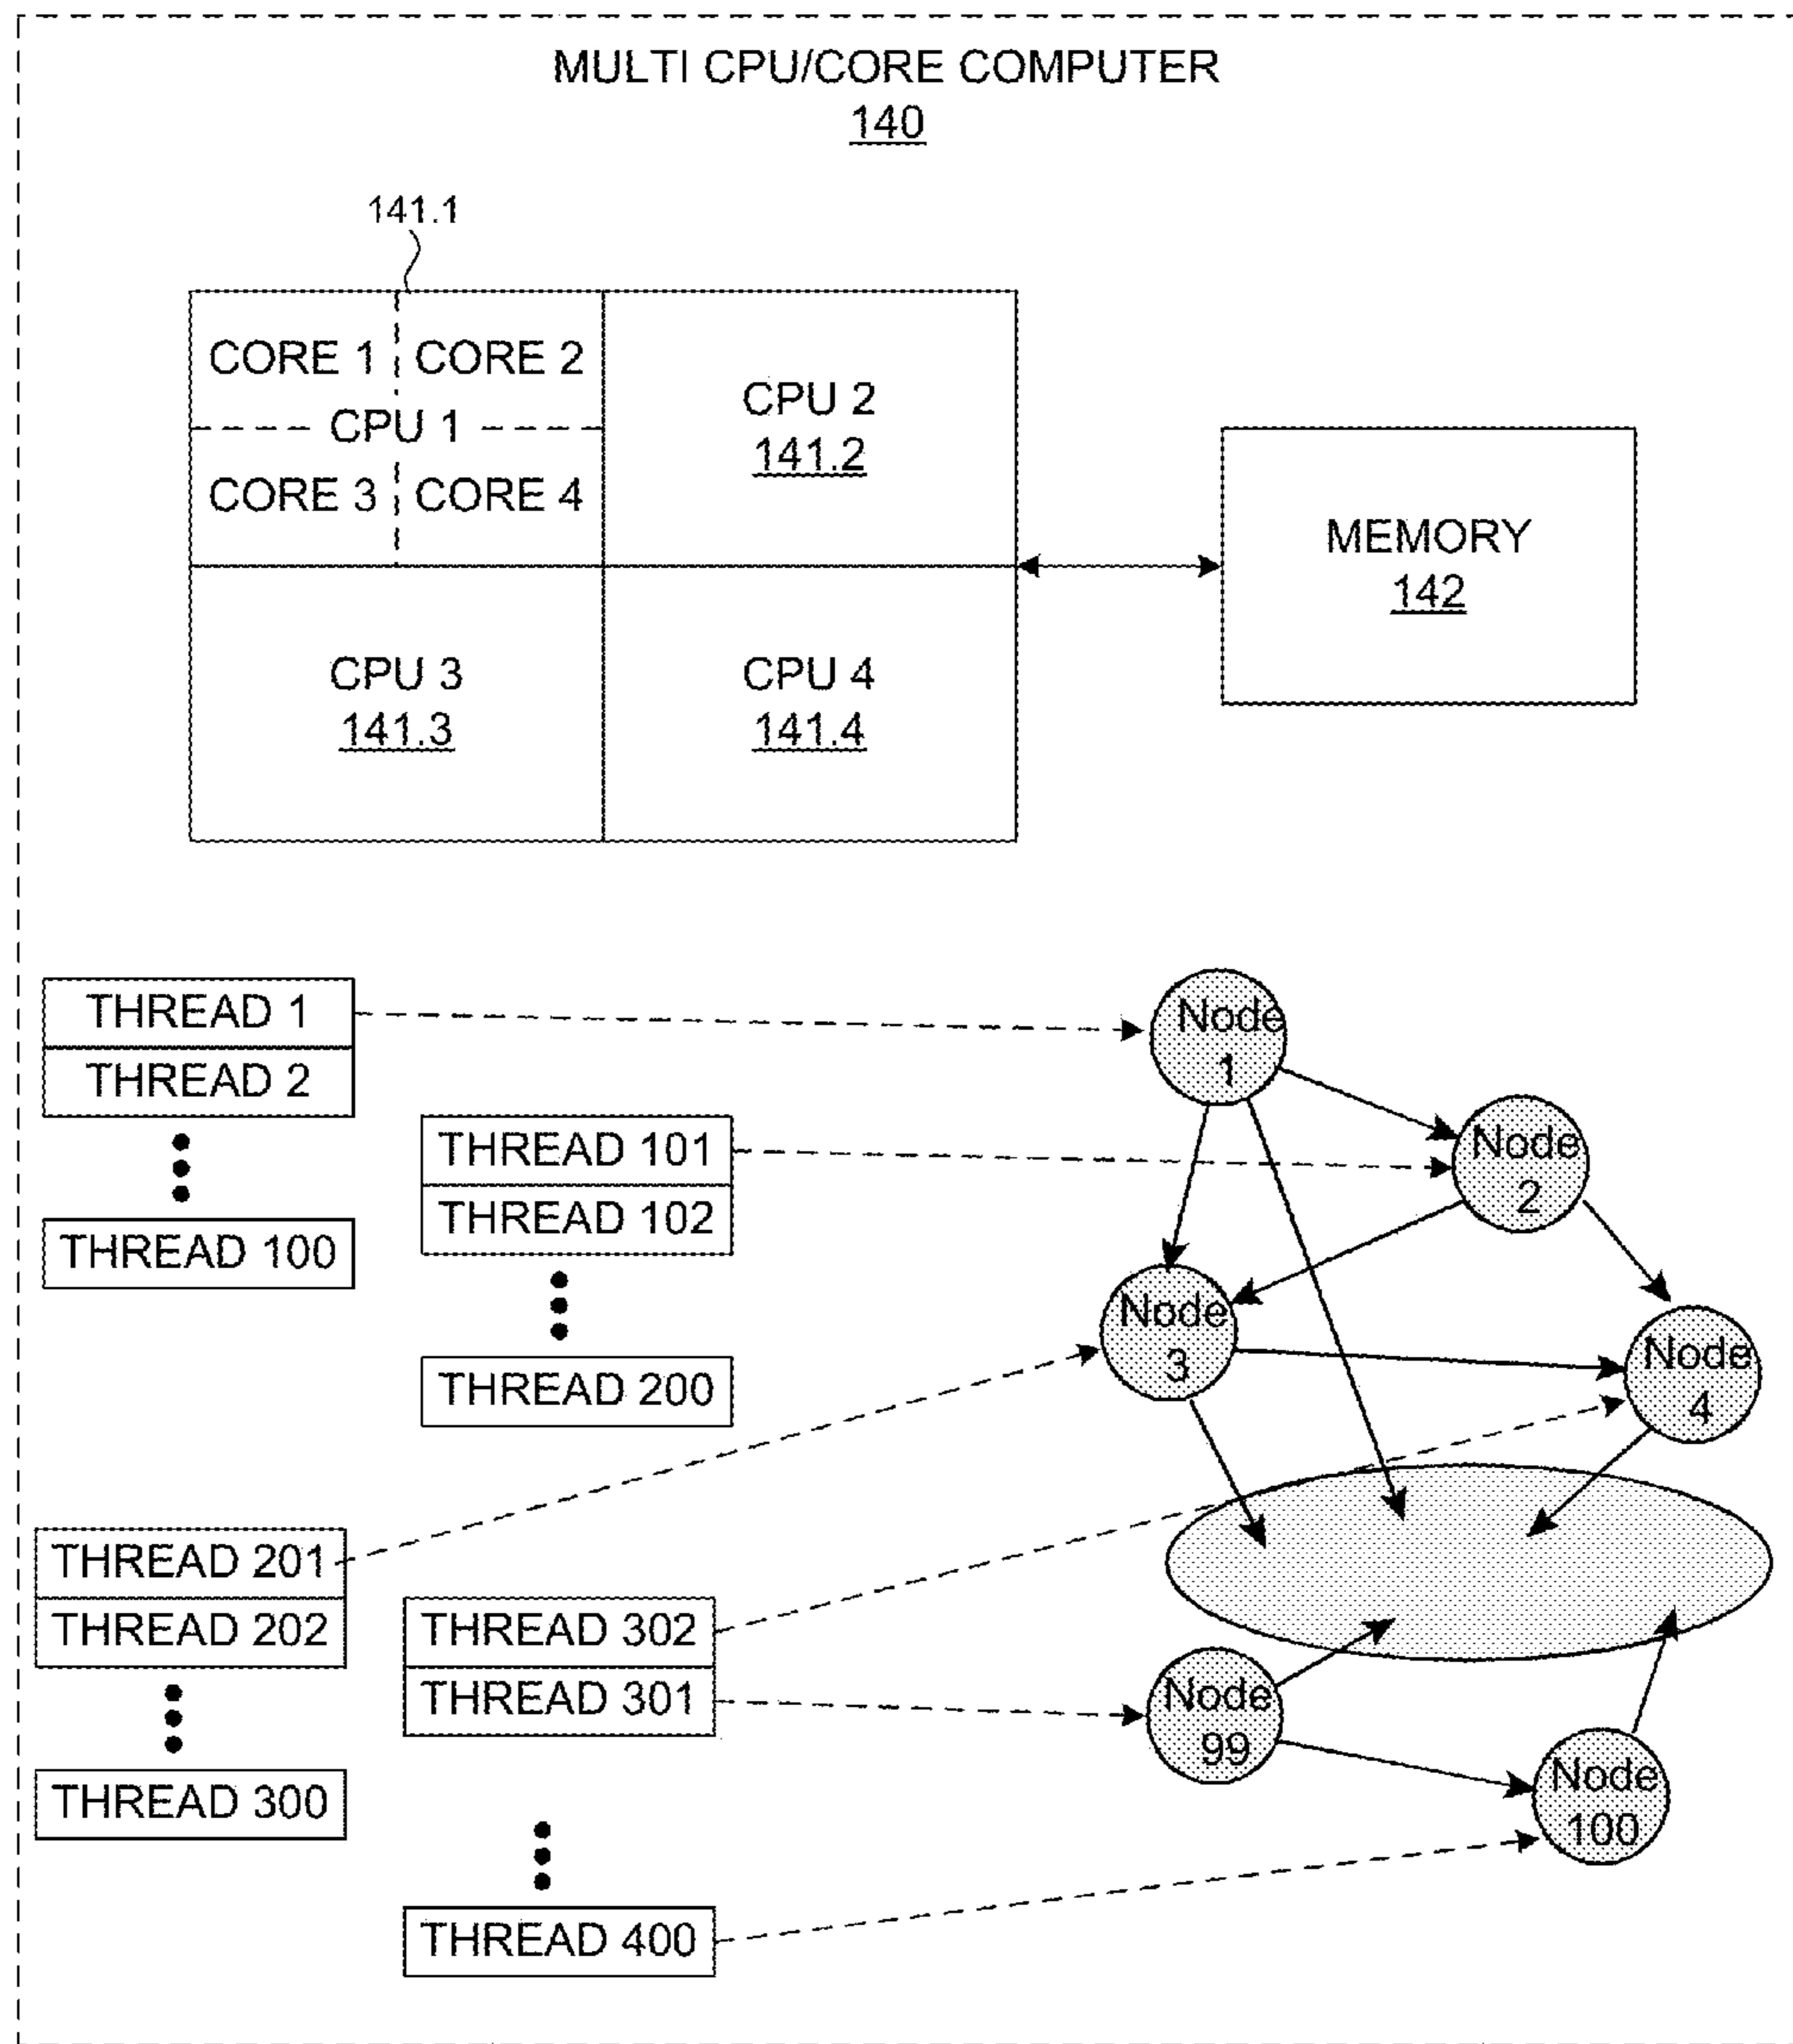 MULTI CPU/CORE COMPUTER
140
141.1
CORE 1
CORE 2
CPU 1
CORE 3
CORE 4
CPU 2
141.2
CPU 3
141.3
CPU 4
141.4
MEMORY
142
THREAD 1
THREAD 2
THREAD 100
THREAD 101
THREAD 102
THREAD 200
THREAD 201
THREAD 202
THREAD 300
THREAD 302
THREAD 301
THREAD 400
Node
1
Node
2
Node
3
Node
4
Node
99
Node
100